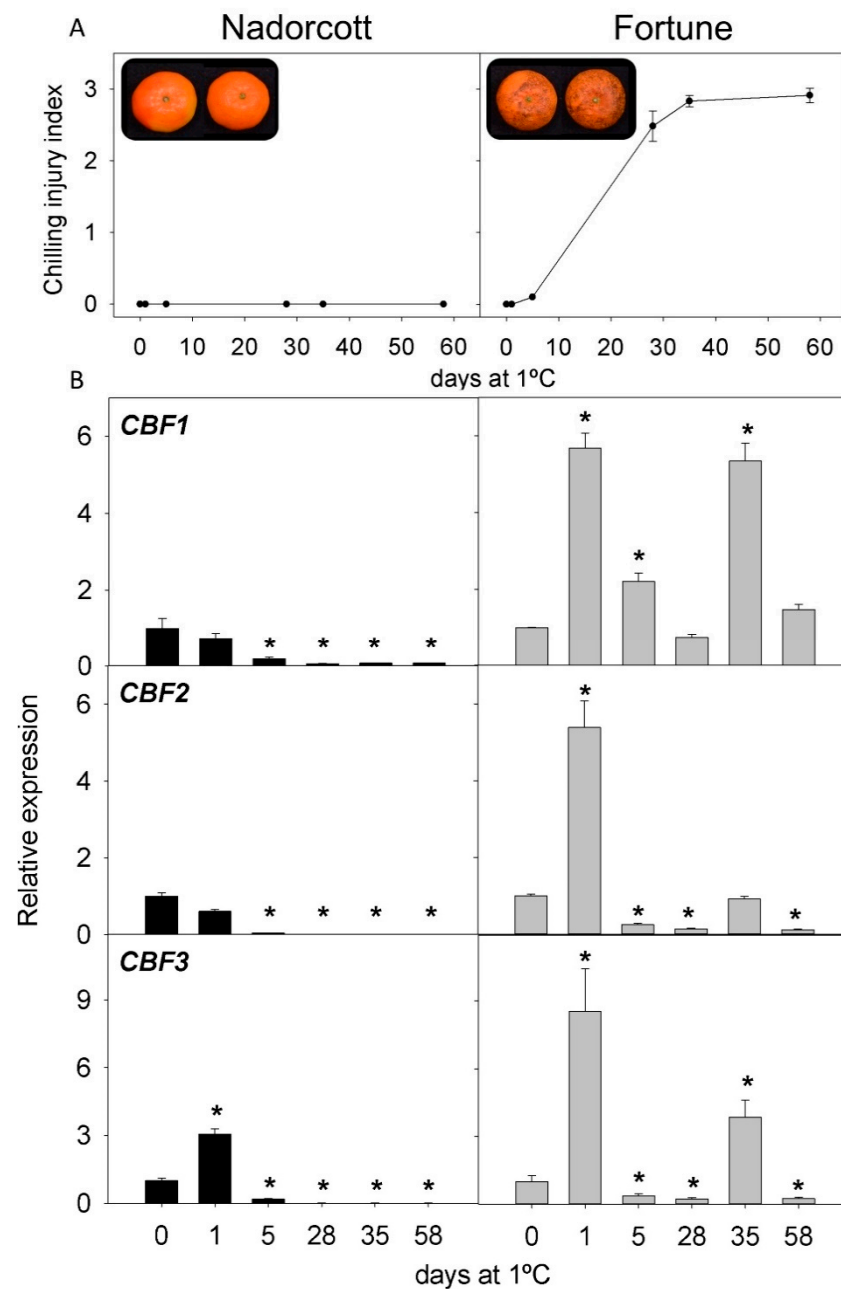 A
Nadorcott Fortune
Chilling injury index
3
2
1
0
0 10 20 30 40 50 60 0 10 20 30 40 50 60
days at 1ºC
B
Relative expression
CBF1
6
4
2
0
* * * *
* * *
CBF2
6
4
2
0
* * * *
* * * *
CBF3
9
6
3
0
* * * * *
* * * * *
0 1 5 28 35 58 0 1 5 28 35 58
days at 1ºC